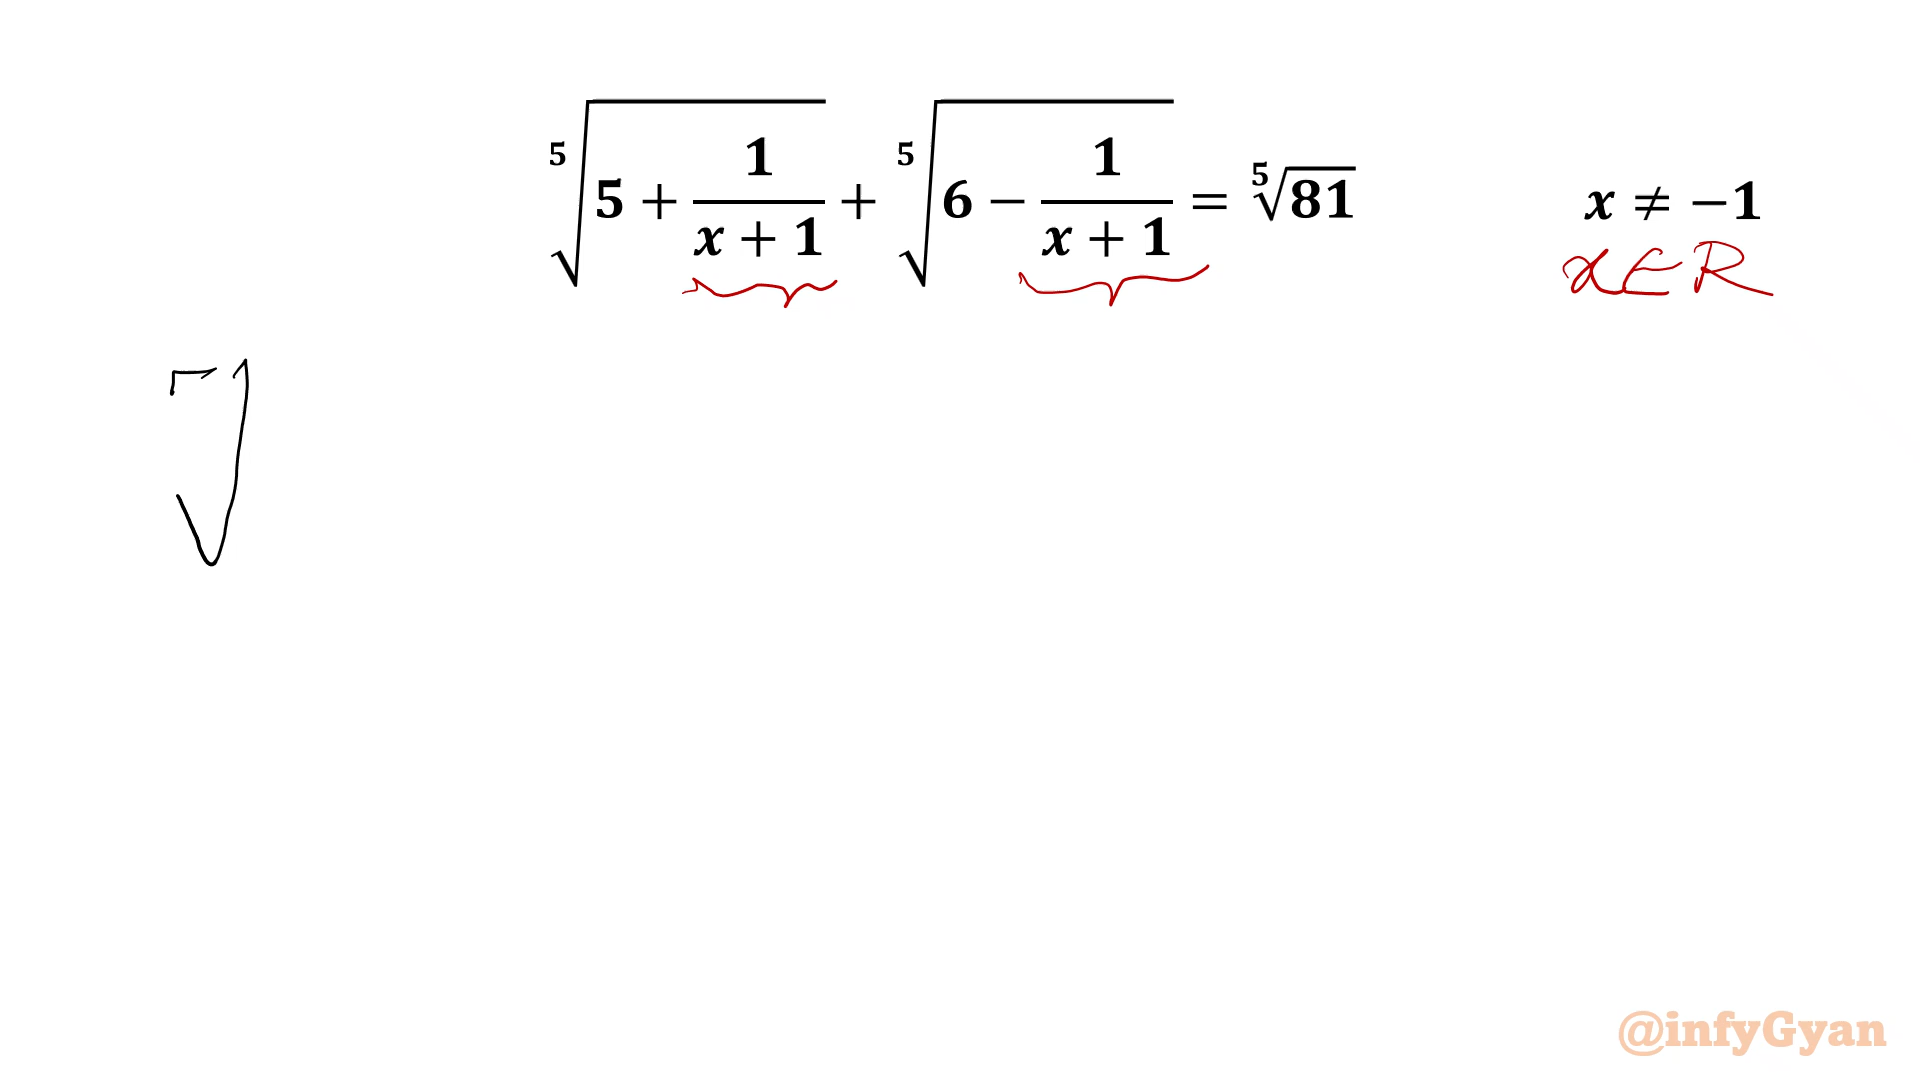 ⁵√(5 + 1/(x + 1)) + ⁵√(6 − 1/(x + 1)) = ⁵√81    x ≠ −1
x ∈ R
@infyGyan